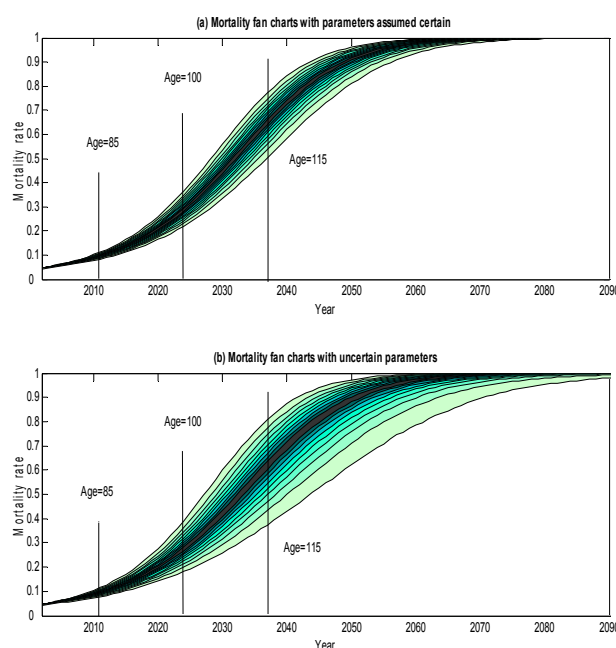 (a) Mortality fan charts with parameters assumed certain
1
0.9
0.8
0.7
0.6
0.5
0.4
0.3
0.2
0.1
0
Mortality rate
Age=85
Age=100
Age=115
2010 2020 2030 2040 2050 2060 2070 2080 2090
Year
(b) Mortality fan charts with uncertain parameters
1
0.9
0.8
0.7
0.6
0.5
0.4
0.3
0.2
0.1
0
Mortality rate
Age=85
Age=100
Age=115
2010 2020 2030 2040 2050 2060 2070 2080 2090
Year